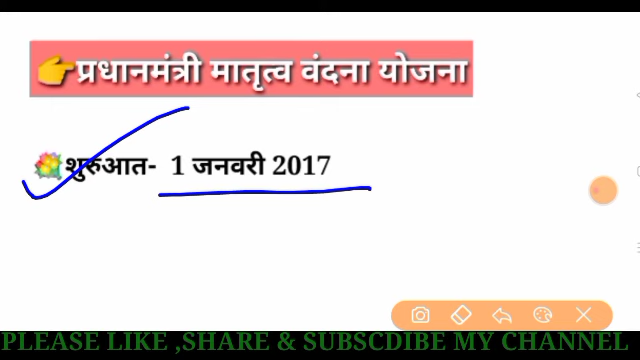 प्रधानमंत्री मातृत्व वंदना योजना
शुरुआत- 1 जनवरी 2017
PLEASE LIKE ,SHARE & SUBSCDIBE MY CHANNEL